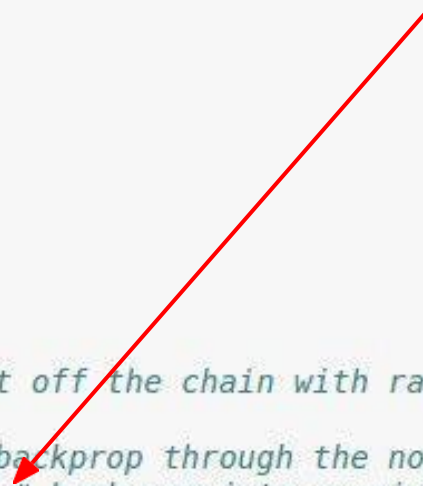 t off the chain with ra
backprop through the no